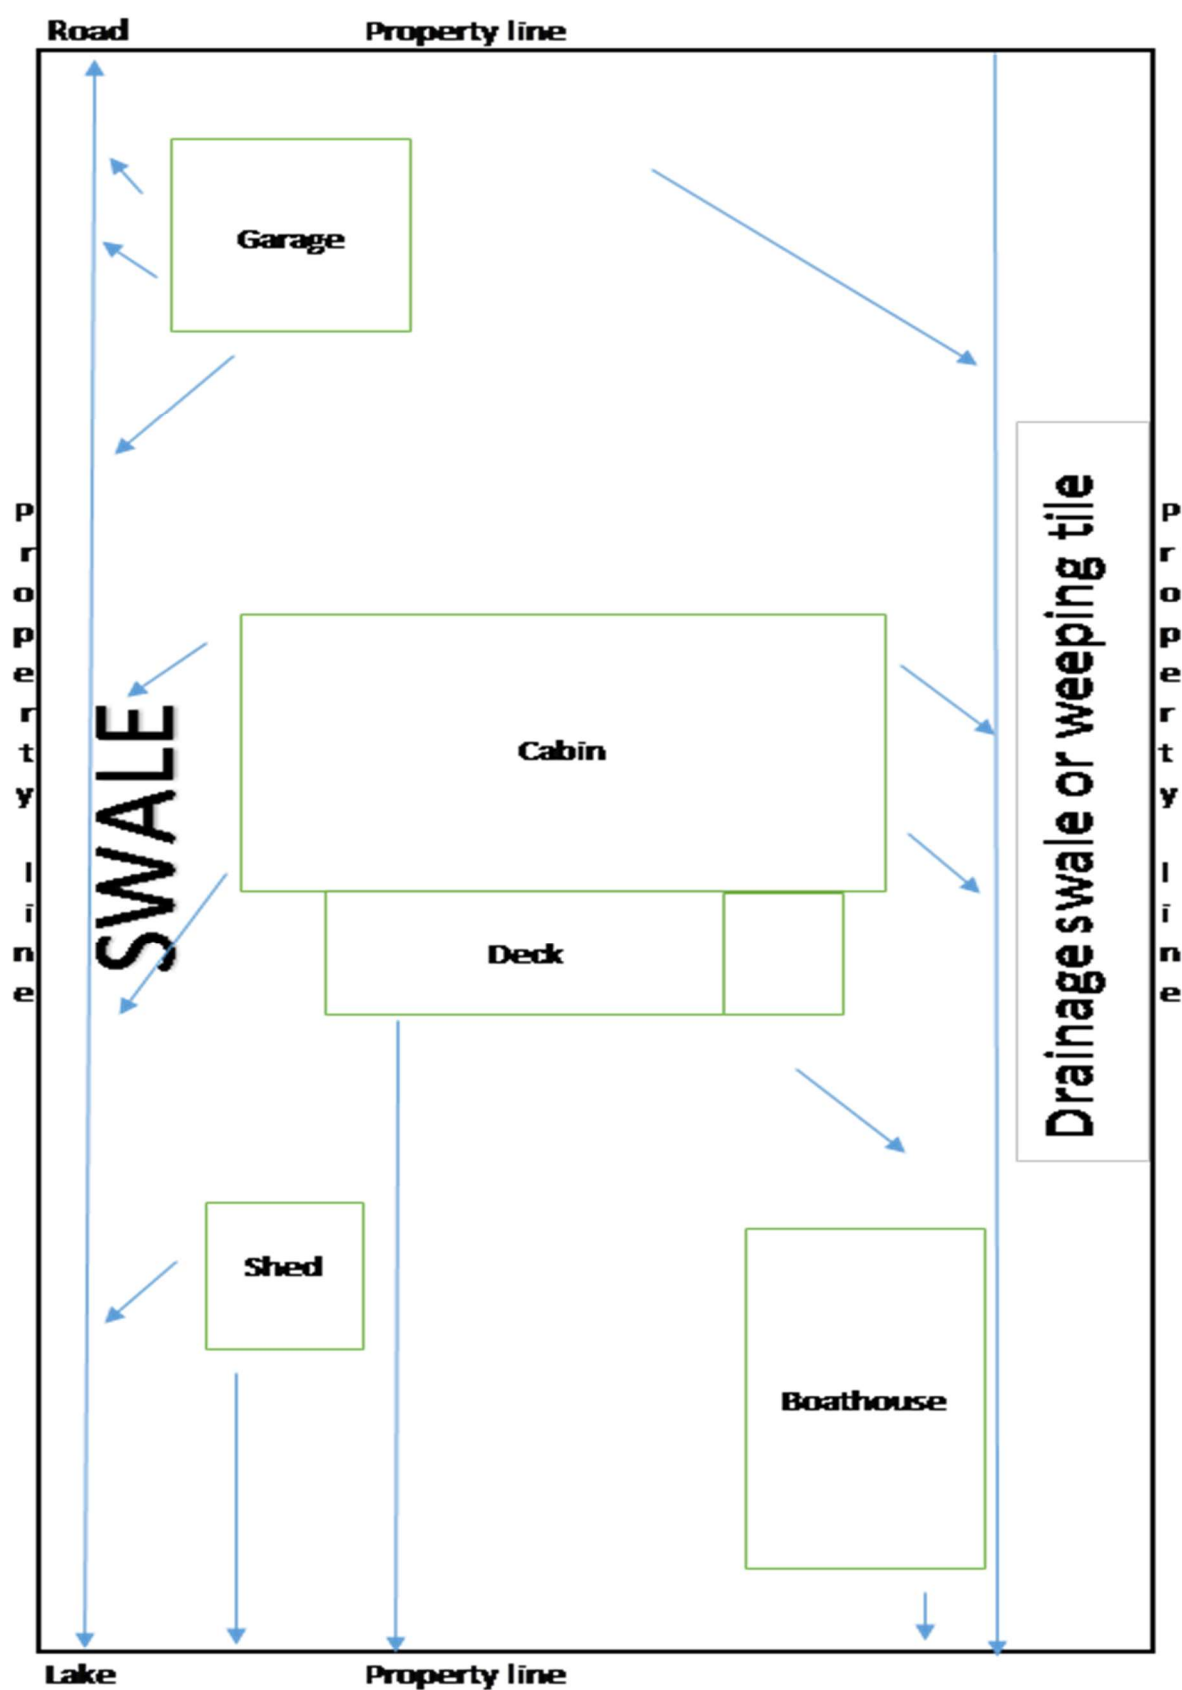 Road
Property line
Garage
Property line
SWALE
Cabin
Deck
Drainage swale or weeping tile
Property line
Shed
Boathouse
Lake
Property line